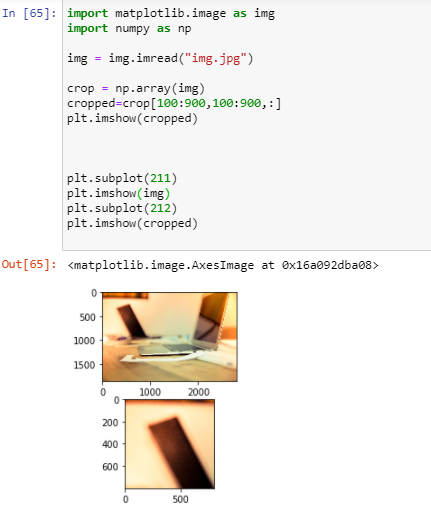 In [65]: import matplotlib.image as img
import numpy as np
img = img.imread("img.jpg")
crop = np.array(img)
cropped=crop[100:900,100:900,:]
plt.imshow(cropped)
plt.subplot(211)
plt.imshow(img)
plt.subplot(212)
plt.imshow(cropped)
Out[65]: <matplotlib.image.AxesImage at 0x16a092dba08>
0
500
1000
1500
0 1000 2000
0
200
400
600
0 500